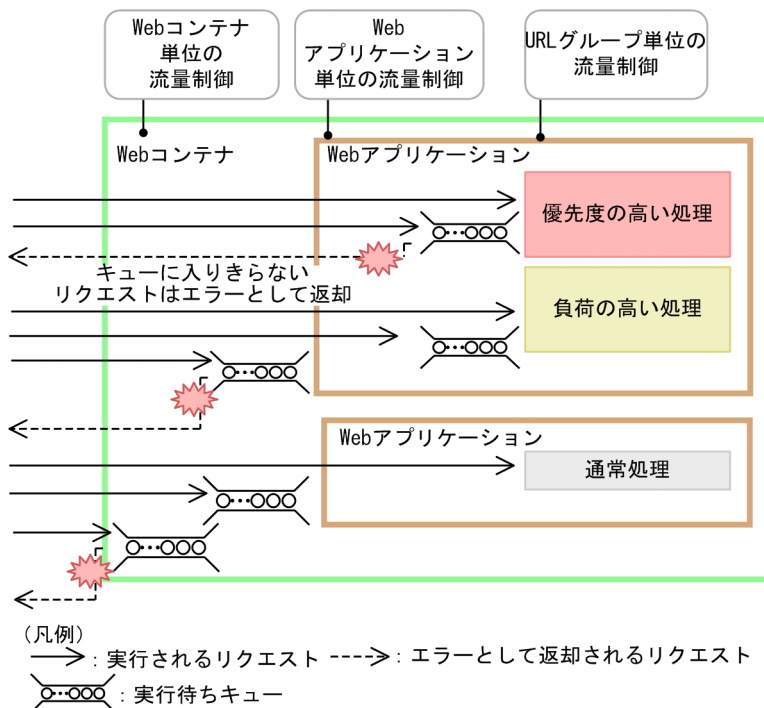 Webコンテナ
単位の
流量制御
Web
アプリケーション
単位の流量制御
URLグループ単位の
流量制御
Webコンテナ
Webアプリケーション
優先度の高い処理
キューに入りきらない
リクエストはエラーとして返却
負荷の高い処理
Webアプリケーション
通常処理
(凡例)
：実行されるリクエスト
：エラーとして返却されるリクエスト
：実行待ちキュー